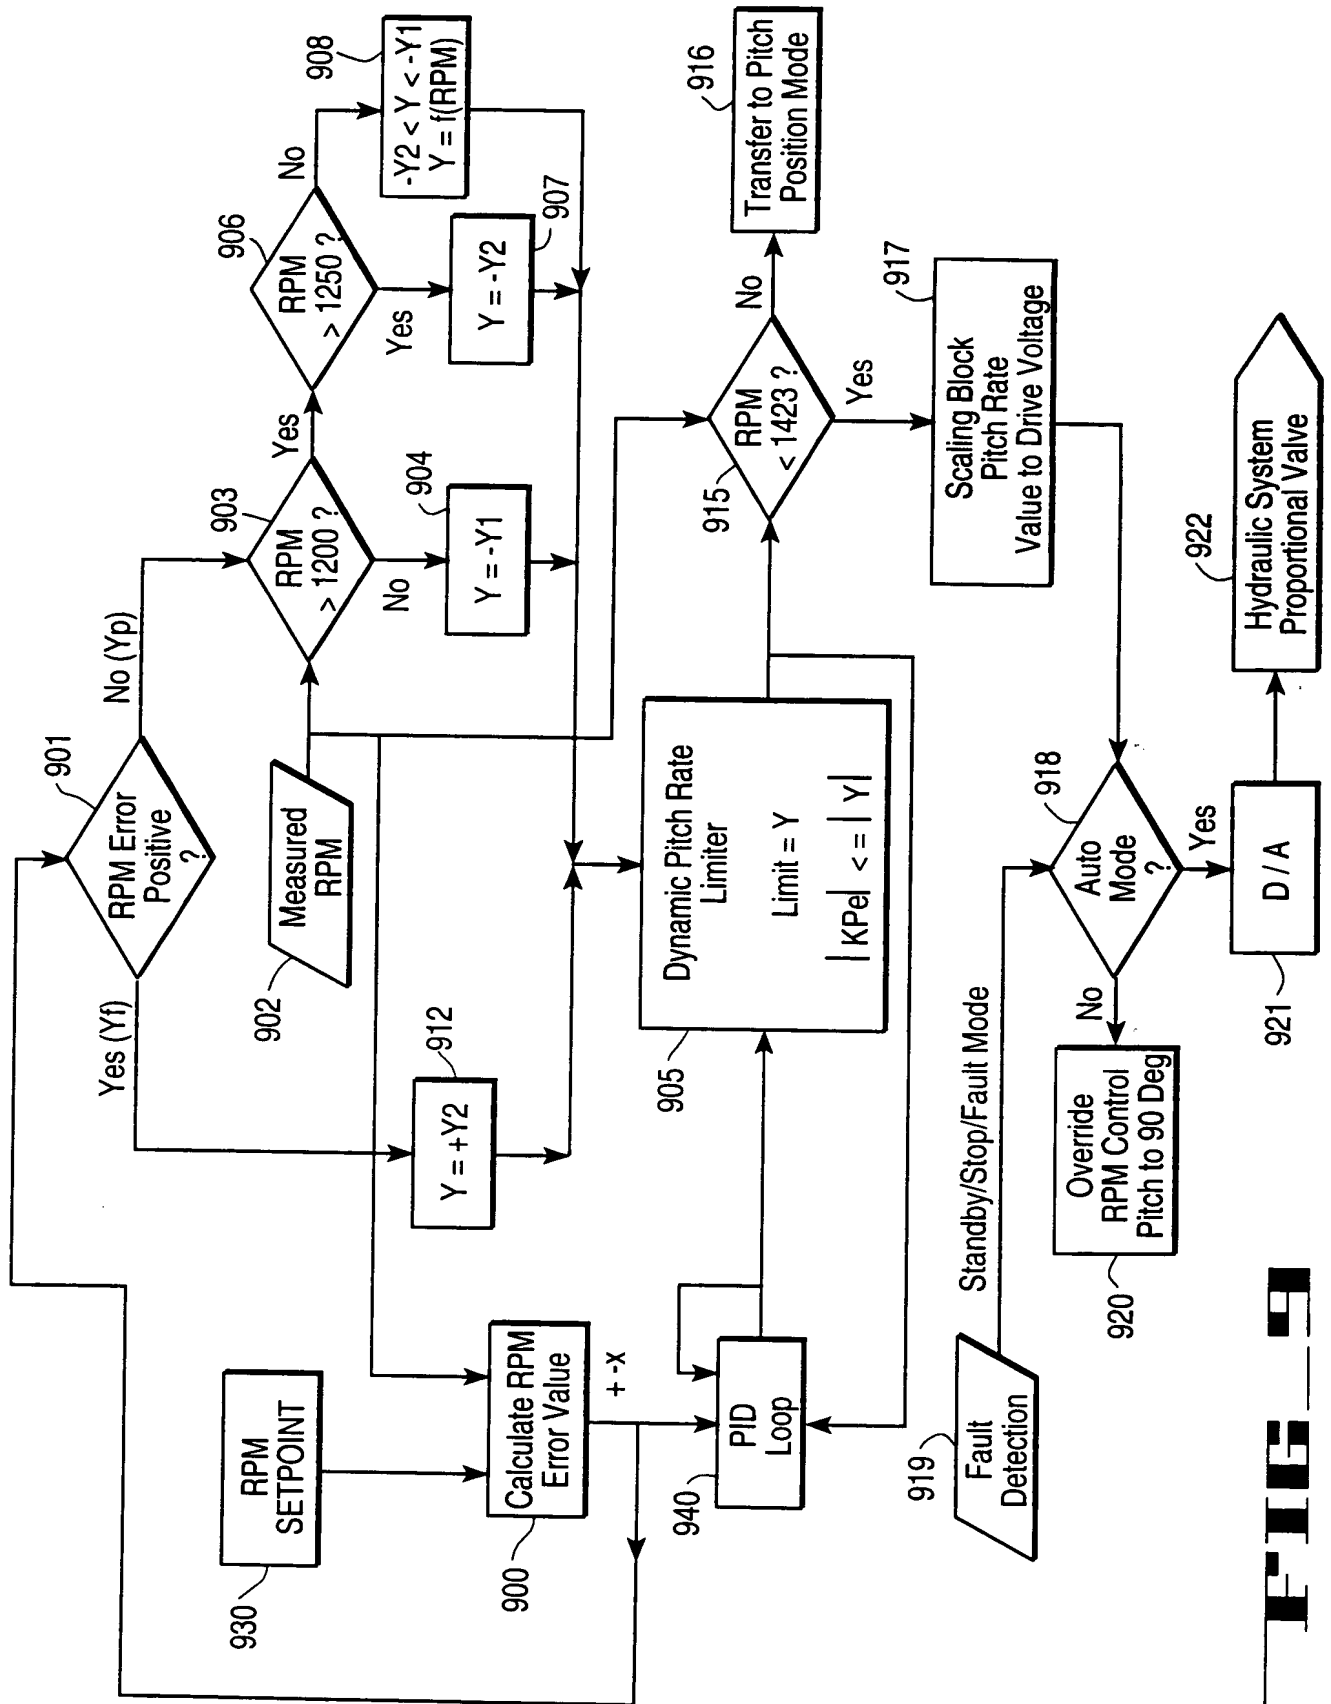 901
RPM Error
Positive
?
Yes (Yf)
No (Yp)
902
Measured
RPM
903
RPM
> 1200 ?
Yes
No
904
Y = -Y1
906
RPM
> 1250 ?
No
Yes
907
Y = -Y2
908
-Y2 < Y < -Y1
Y = f(RPM)
912
Y = +Y2
930
RPM
SETPOINT
900
Calculate RPM
Error Value
+ -x
940
PID
Loop
905
Dynamic Pitch Rate
Limiter
Limit = Y
|KPe| <= |Y|
915
RPM
< 1423 ?
No
Yes
916
Transfer to Pitch
Position Mode
917
Scaling Block
Pitch Rate
Value to Drive Voltage
919
Fault
Detection
Standby/Stop/Fault Mode
918
Auto
Mode
?
No
Yes
920
Override
RPM Control
Pitch to 90 Deg
921
D / A
922
Hydraulic System
Proportional Valve
FIG_9